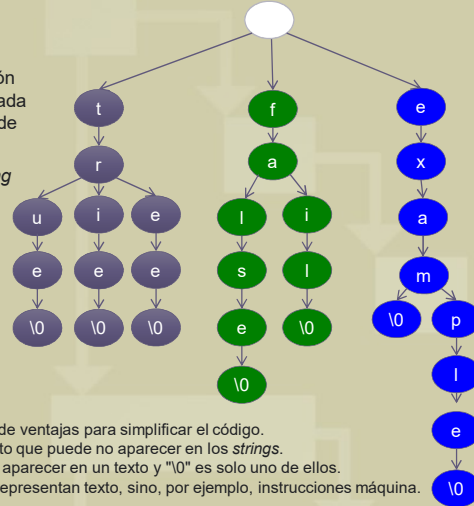 ón
ada
t f e
de
r a x
ng
u i e l i a
e e e s l m
\0 \0 \0 e \0 \0 p
\0 l
de ventajas para simplificar el código.
to que puede no aparecer en los strings.
e
aparecer en un texto y "\0" es solo uno de ellos.
representan texto, sino, por ejemplo, instrucciones máquina.
\0